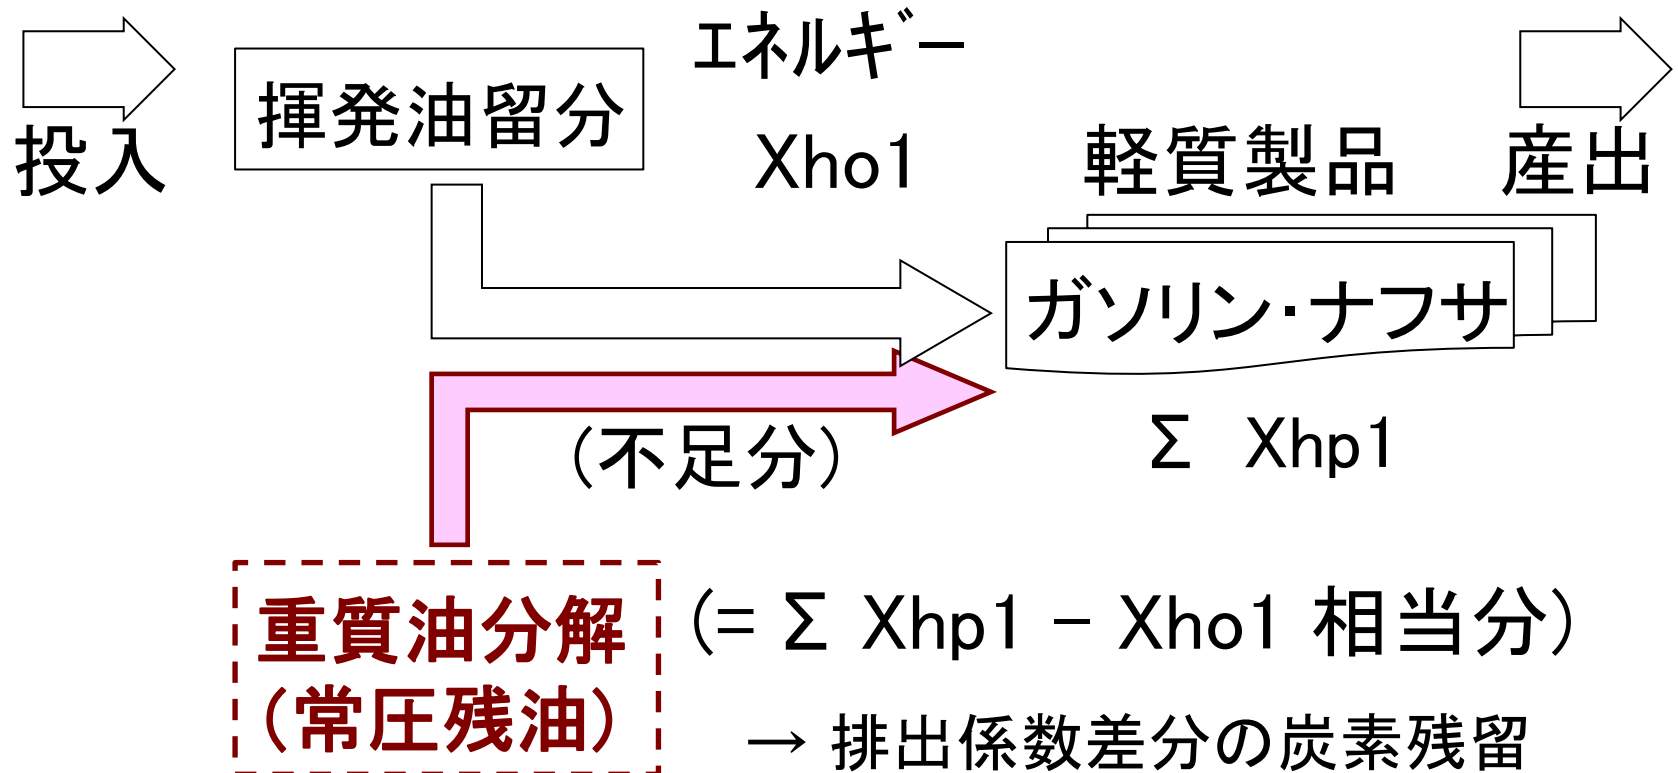 投入
揮発油留分
エネルギー
Xho1
軽質製品
産出
ガソリン・ナフサ
(不足分)
Σ Xhp1
重質油分解
(常圧残油)
(= Σ Xhp1 - Xho1 相当分)
→ 排出係数差分の炭素残留